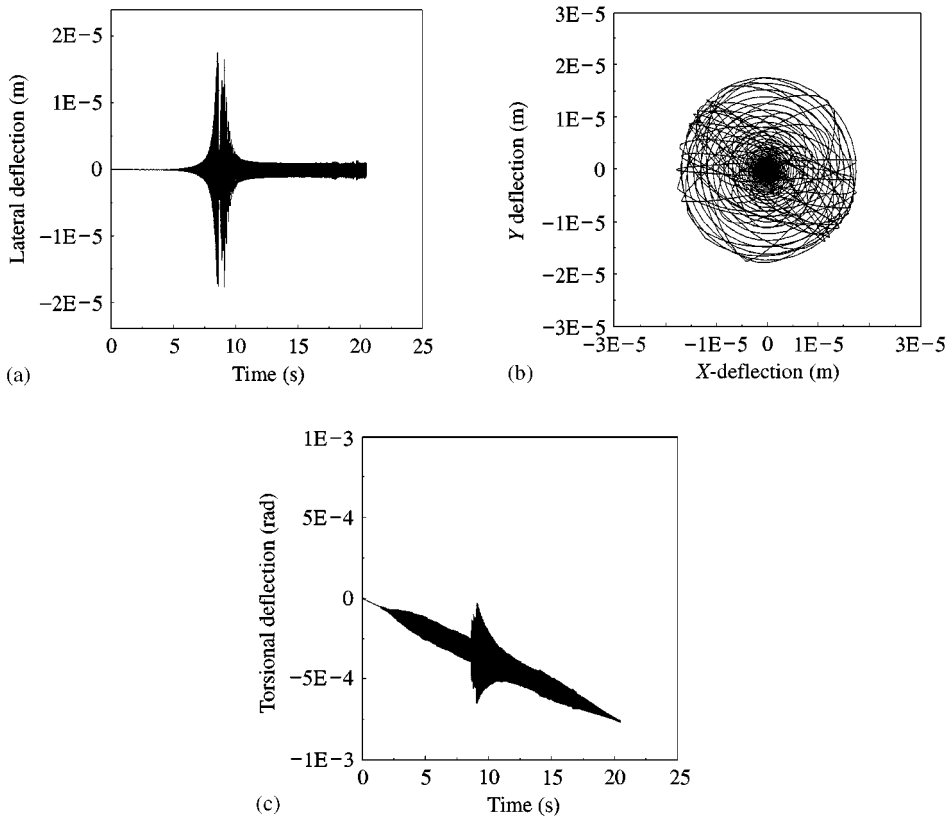 2E−5
1E−5
0
−1E−5
−2E−5
Lateral deflection (m)
0 5 10 15 20 25
Time (s)
(a)
3E−5
2E−5
1E−5
0
−1E−5
−2E−5
−3E−5
Y deflection (m)
−3E−5 −1E−5 0 1E−5 3E−5
X-deflection (m)
(b)
1E−3
5E−4
0
−5E−4
−1E−3
Torsional deflection (rad)
0 5 10 15 20 25
Time (s)
(c)